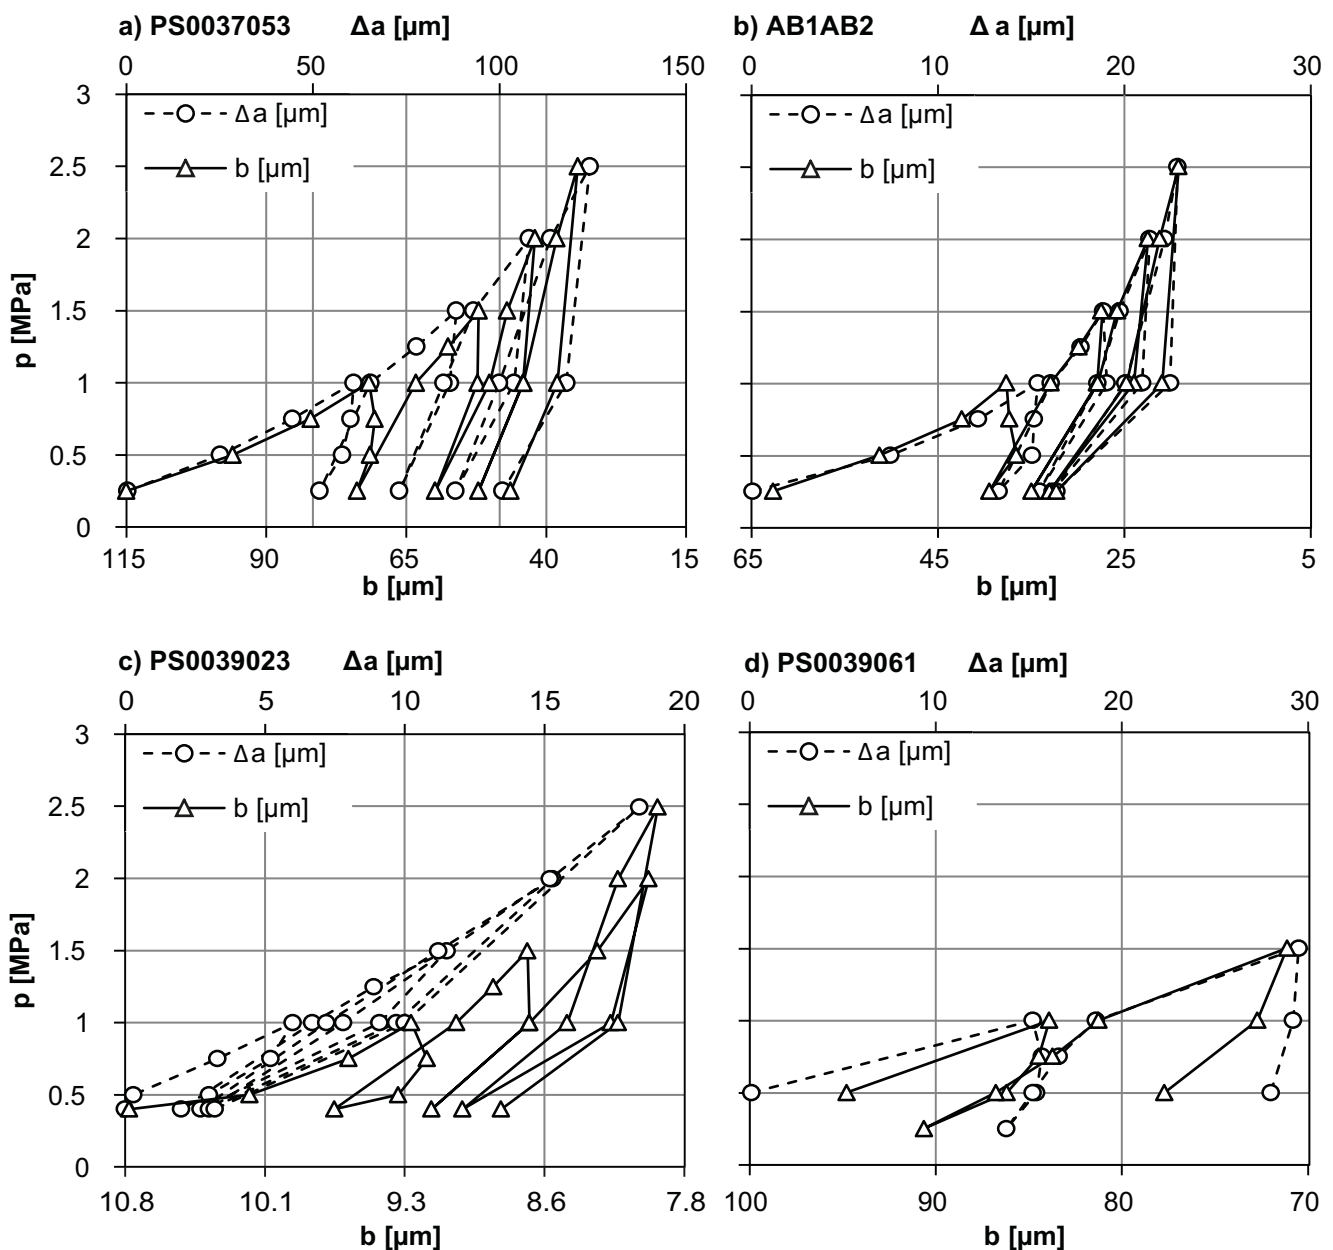 a) PS0037053 Δa [µm]
0 50 100 150
3
2.5
2
1.5
1
0.5
0
p [MPa]
Δa [µm]
b [µm]
115 90 65 40 15
b [µm]
b) AB1AB2 Δ a [µm]
0 10 20 30
Δa [µm]
b [µm]
65 45 25 5
b [µm]
c) PS0039023 Δa [µm]
0 5 10 15 20
3
2.5
2
1.5
1
0.5
0
p [MPa]
Δa [µm]
b [µm]
10.8 10.1 9.3 8.6 7.8
b [µm]
d) PS0039061 Δa [µm]
0 10 20 30
Δa [µm]
b [µm]
100 90 80 70
b [µm]